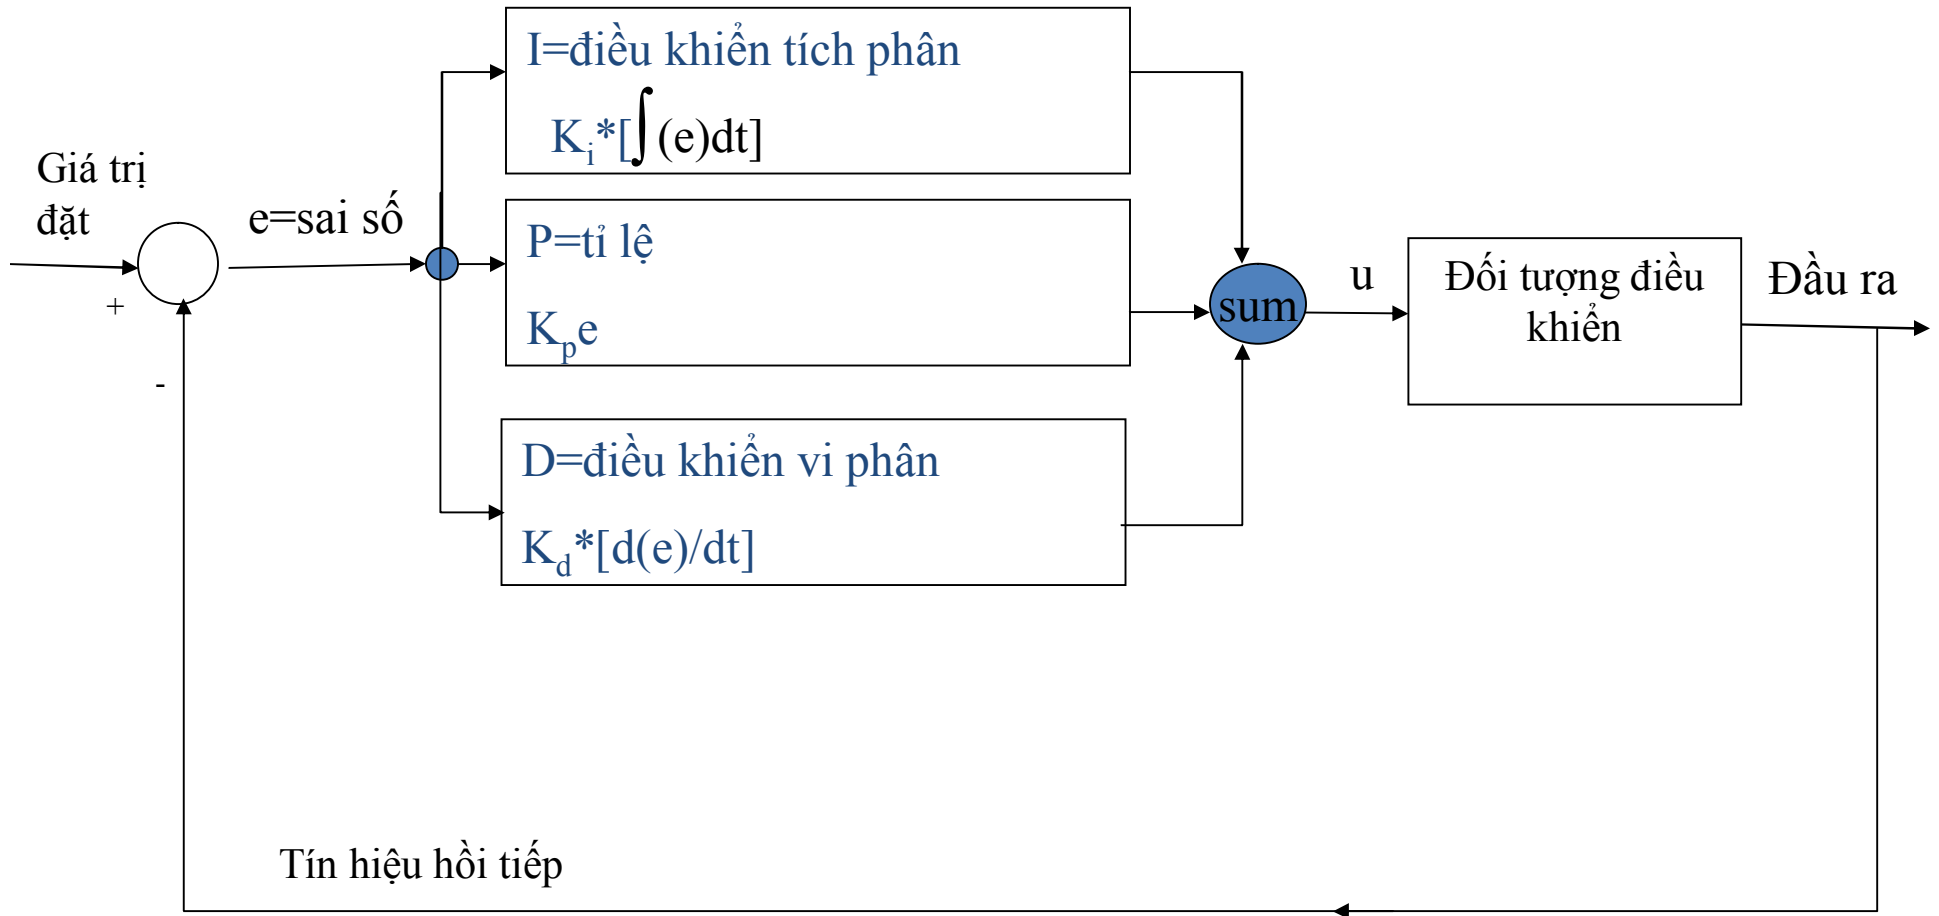 I=điều khiển tích phân
Kᵢ*[∫(e)dt]
Giá trị
đặt
e=sai số
+
-
P=tỉ lệ
Kₚe
sum
u
Đối tượng điều
khiển
Đầu ra
D=điều khiển vi phân
K_d*[d(e)/dt]
Tín hiệu hồi tiếp